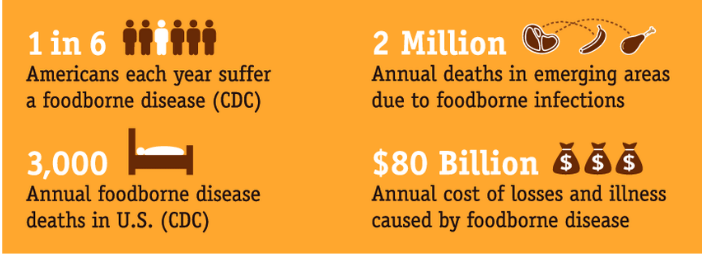 1 in 6
Americans each year suffer
a foodborne disease (CDC)
2 Million
Annual deaths in emerging areas
due to foodborne infections
3,000
Annual foodborne disease
deaths in U.S. (CDC)
$80 Billion
$ $ $
Annual cost of losses and illness
caused by foodborne disease